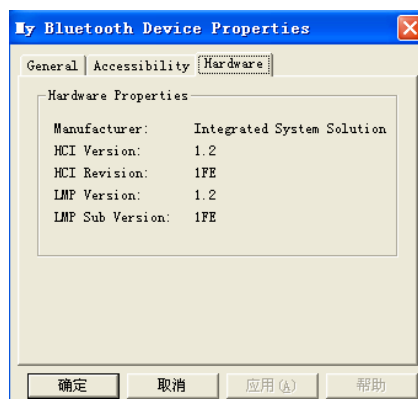 My Bluetooth Device Properties
General Accessibility Hardware
Hardware Properties
Manufacturer: Integrated System Solution
HCI Version: 1.2
HCI Revision: 1FE
LMP Version: 1.2
LMP Sub Version: 1FE
确定 取消 应用(A) 帮助